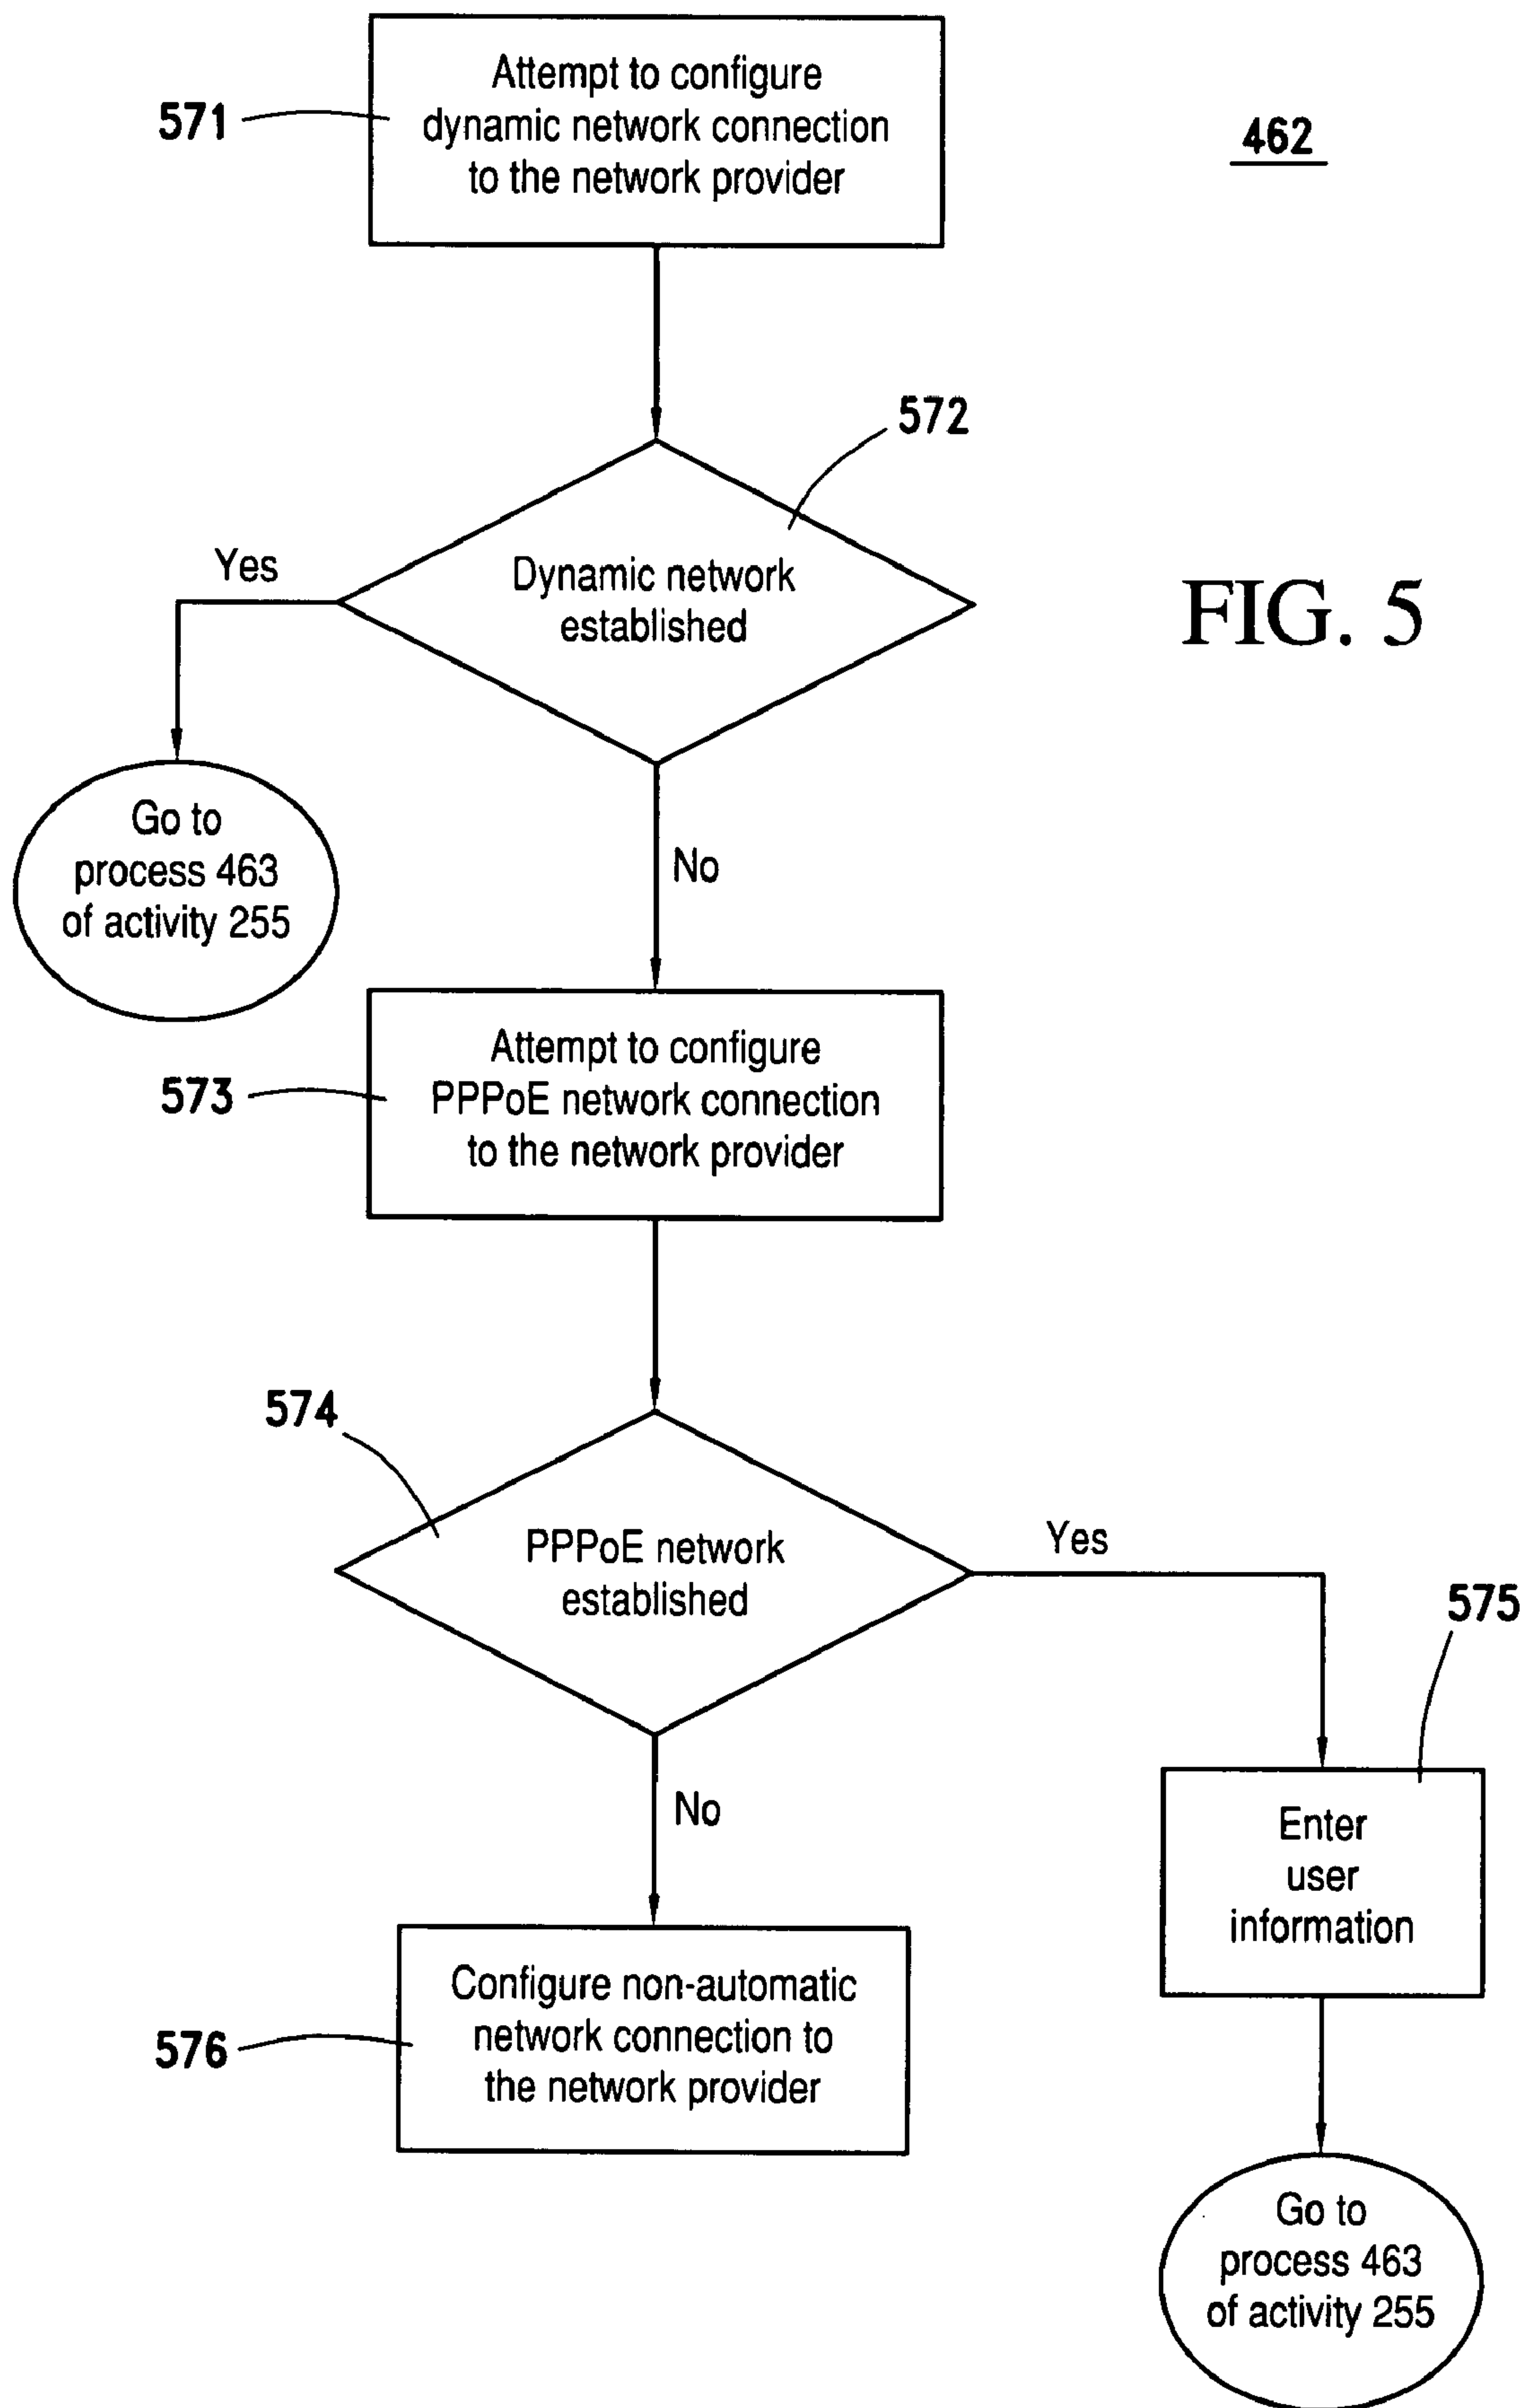 Attempt to configure
dynamic network connection
to the network provider
571
462
572
Yes
Dynamic network
established
FIG. 5
Go to
process 463
of activity 255
No
Attempt to configure
PPPoE network connection
to the network provider
573
574
PPPoE network
established
Yes
575
No
Enter
user
information
Configure non-automatic
network connection to
the network provider
576
Go to
process 463
of activity 255